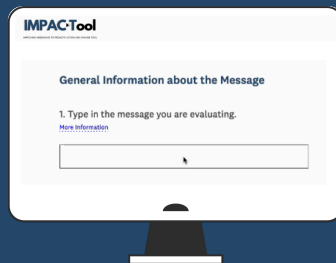 IMPAC·Tool
General Information about the Message
1. Type in the message you are evaluating.
More Information